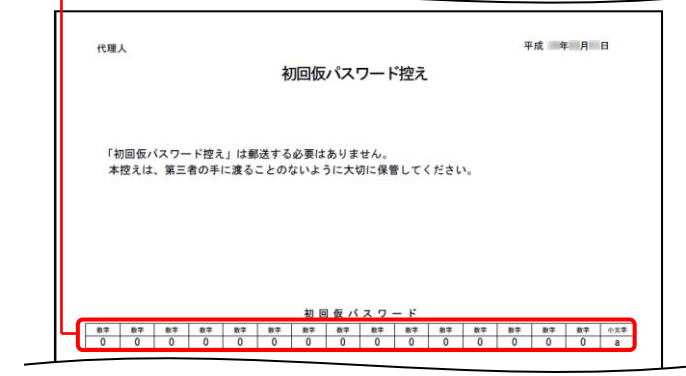 代理人
平成 年 月 日
初回仮パスワード控え
「初回仮パスワード控え」は郵送する必要はありません。
本控えは、第三者の手に渡ることのないように大切に保管してください。
初回仮パスワード
数字 数字 数字 数字 数字 数字 数字 数字 数字 数字 数字 数字 数字 数字 数字 小文字
0 0 0 0 0 0 0 0 0 0 0 0 0 0 0 a